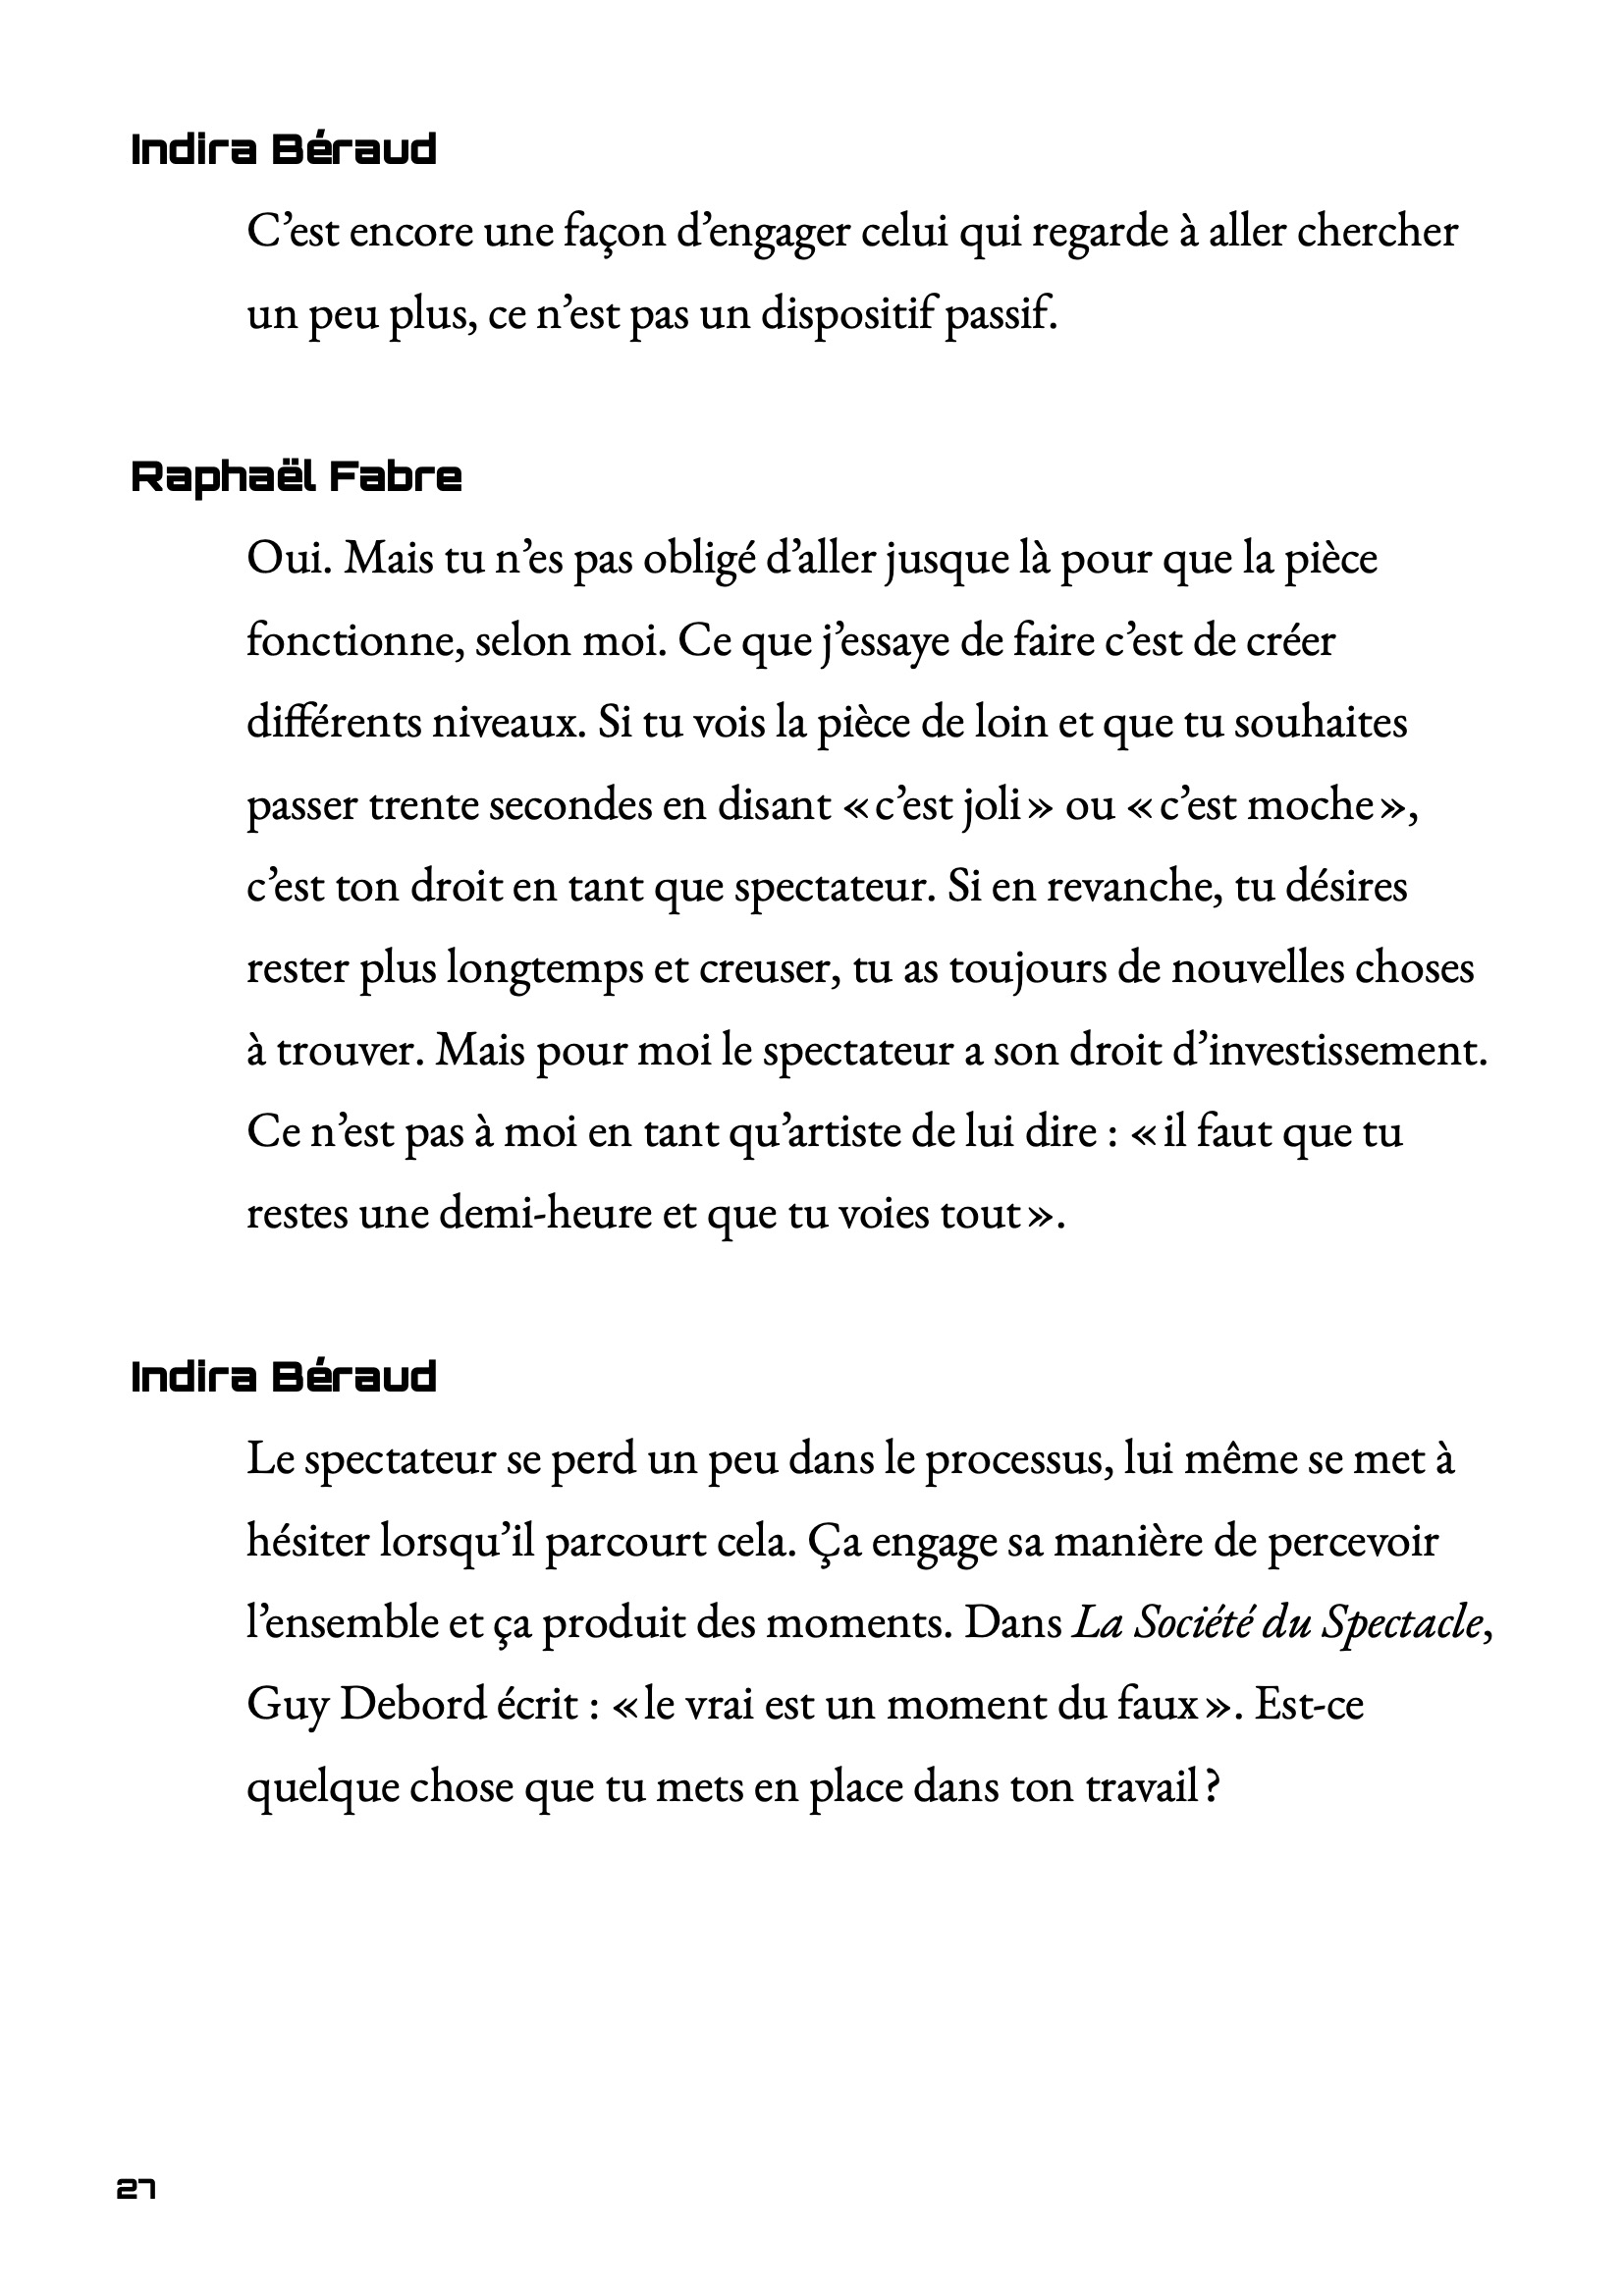 Indira Béraud
C’est encore une façon d’engager celui qui regarde à aller chercher
un peu plus, ce n’est pas un dispositif passif.
Raphaël Fabre
Oui. Mais tu n’es pas obligé d’aller jusque là pour que la pièce
fonctionne, selon moi. Ce que j’essaye de faire c’est de créer
différents niveaux. Si tu vois la pièce de loin et que tu souhaites
passer trente secondes en disant « c’est joli » ou « c’est moche »,
c’est ton droit en tant que spectateur. Si en revanche, tu désires
rester plus longtemps et creuser, tu as toujours de nouvelles choses
à trouver. Mais pour moi le spectateur a son droit d’investissement.
Ce n’est pas à moi en tant qu’artiste de lui dire : « il faut que tu
restes une demi-heure et que tu voies tout ».
Indira Béraud
Le spectateur se perd un peu dans le processus, lui même se met à
hésiter lorsqu’il parcourt cela. Ça engage sa manière de percevoir
l’ensemble et ça produit des moments. Dans La Société du Spectacle,
Guy Debord écrit : « le vrai est un moment du faux ». Est-ce
quelque chose que tu mets en place dans ton travail ?
27